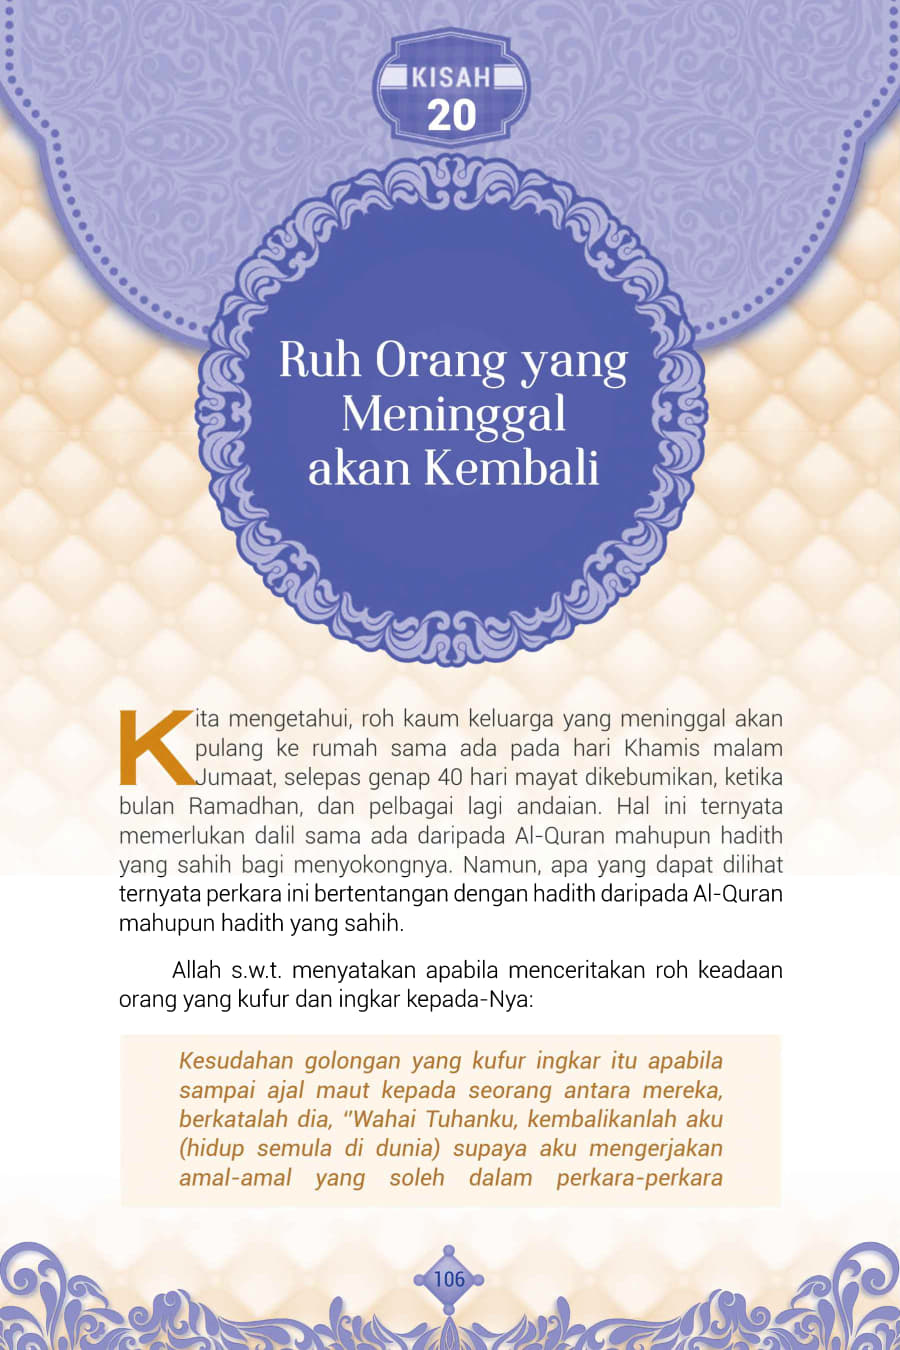 KISAH
20
Ruh Orang yang
Meninggal
akan Kembali
Kita mengetahui, roh kaum keluarga yang meninggal akan
pulang ke rumah sama ada pada hari Khamis malam
Jumaat, selepas genap 40 hari mayat dikebumikan, ketika
bulan Ramadhan, dan pelbagai lagi andaian. Hal ini ternyata
memerlukan dalil sama ada daripada Al-Quran mahupun hadith
yang sahih bagi menyokongnya. Namun, apa yang dapat dilihat
ternyata perkara ini bertentangan dengan hadith daripada Al-Quran
mahupun hadith yang sahih.
Allah s.w.t. menyatakan apabila menceritakan roh keadaan
orang yang kufur dan ingkar kepada-Nya:
Kesudahan golongan yang kufur ingkar itu apabila
sampai ajal maut kepada seorang antara mereka,
berkatalah dia, "Wahai Tuhanku, kembalikanlah aku
(hidup semula di dunia) supaya aku mengerjakan
amal-amal yang soleh dalam perkara-perkara
106